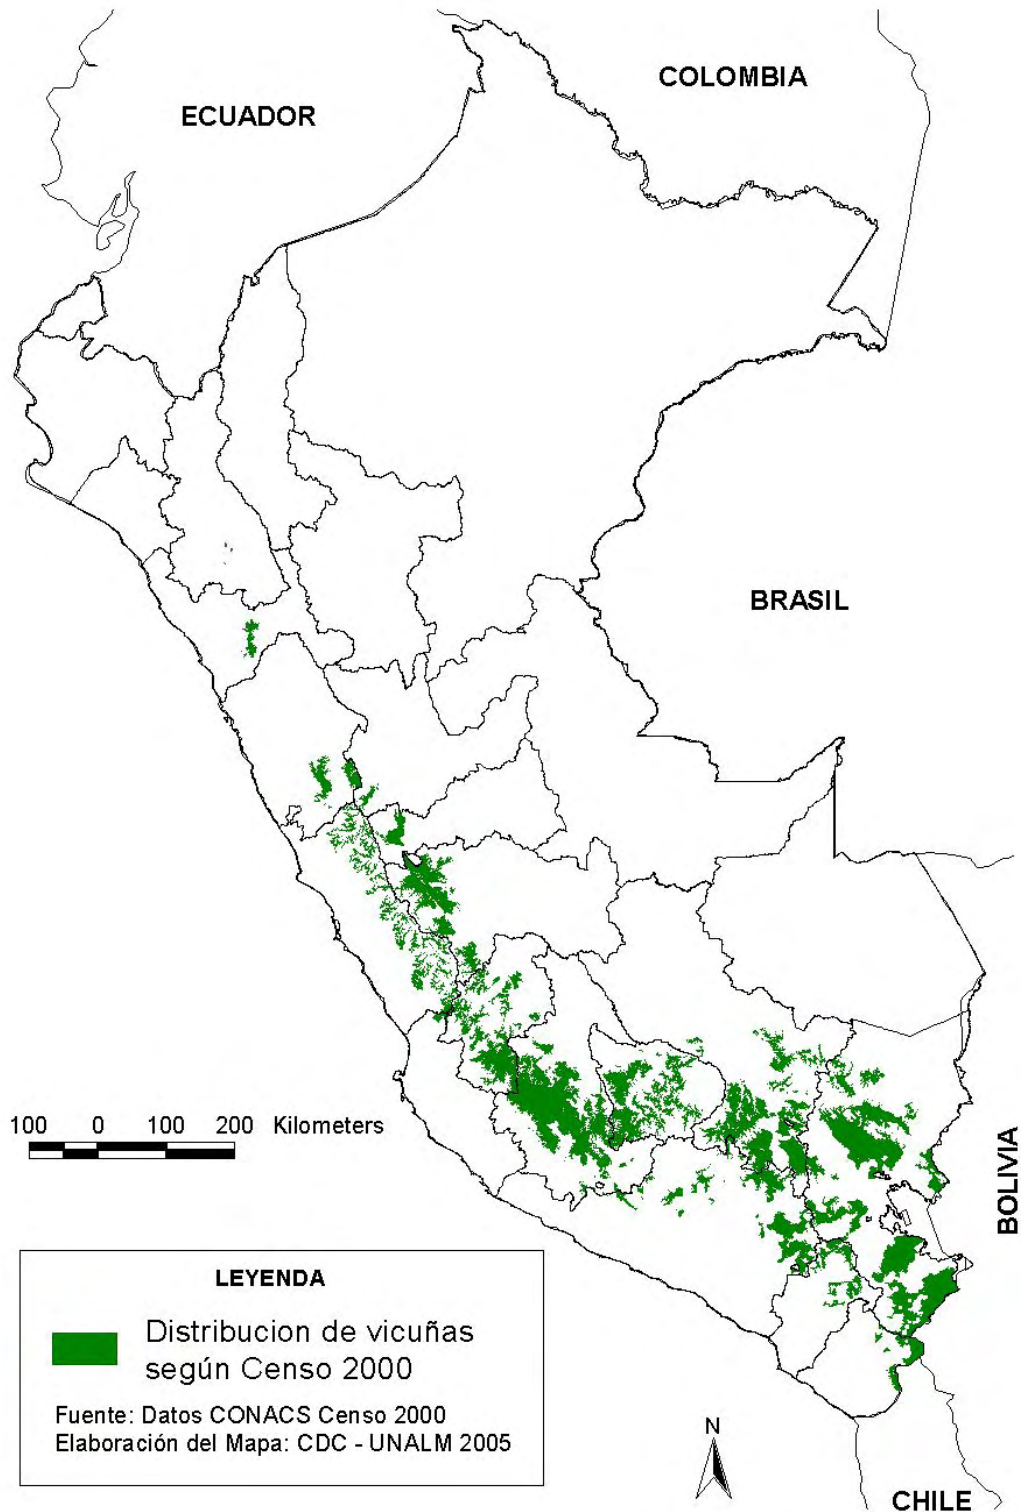 COLOMBIA
ECUADOR
BRASIL
100 0 100 200 Kilometers
BOLIVIA
LEYENDA
Distribucion de vicuñas
según Censo 2000
Fuente: Datos CONACS Censo 2000
Elaboración del Mapa: CDC - UNALM 2005
N
CHILE